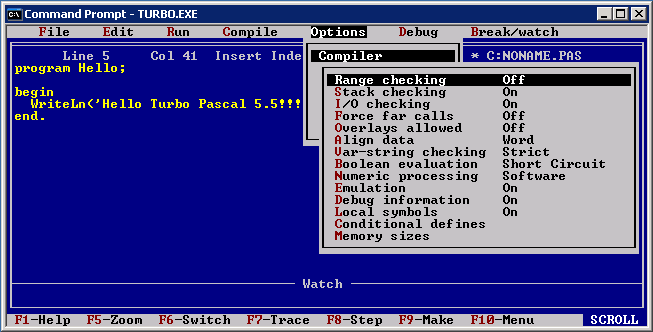 Command Prompt - TURBO.EXE
File Edit Run Compile Options Debug Break/watch
Line 5 Col 41 Insert Inde Compiler * C:NONAME.PAS
program Hello;
Range checking Off
begin
Stack checking On
WriteLn('Hello Turbo Pascal 5.5!!!
I/O checking On
end.
Force far calls Off
Overlays allowed Off
Align data Word
Var-string checking Strict
Boolean evaluation Short Circuit
Numeric processing Software
Emulation On
Debug information On
Local symbols On
Conditional defines
Memory sizes
Watch
F1-Help F5-Zoom F6-Switch F7-Trace F8-Step F9-Make F10-Menu SCROLL